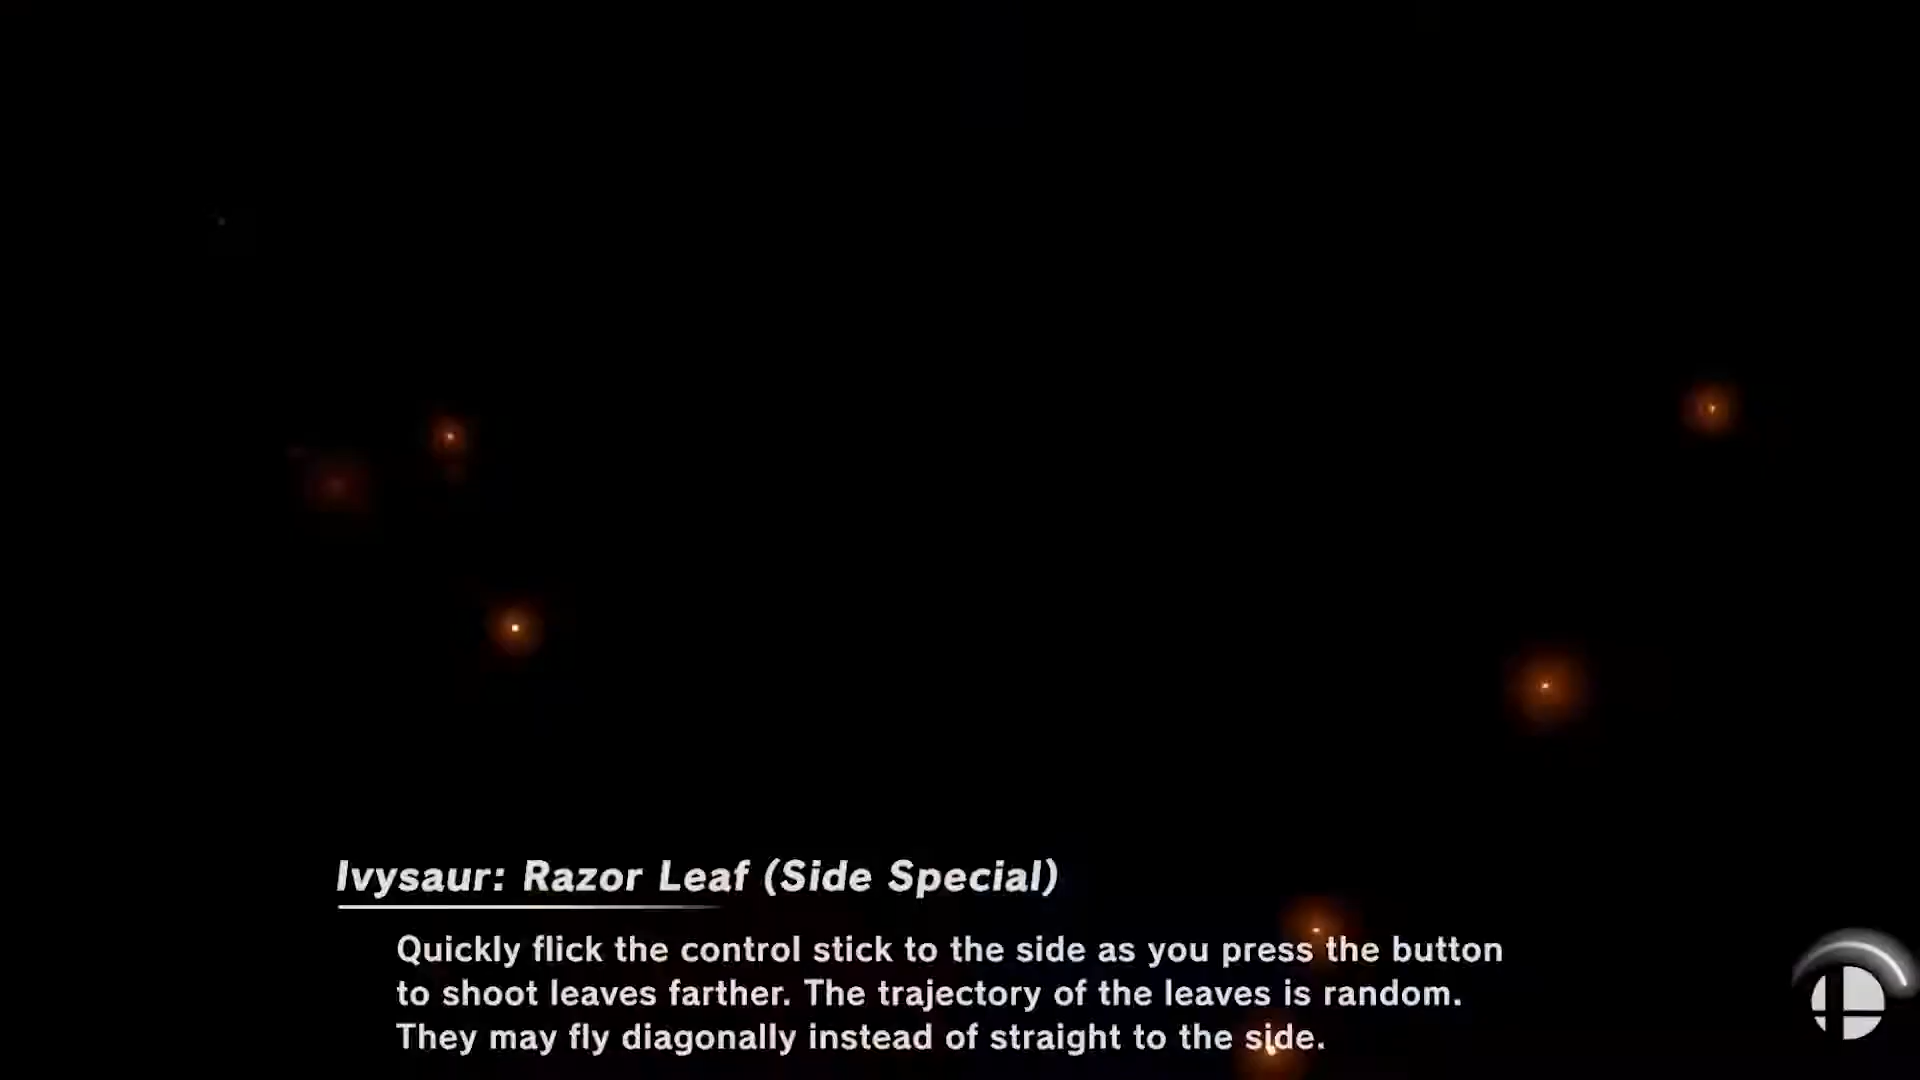 Ivysaur: Razor Leaf (Side Special)
Quickly flick the control stick to the side as you press the button
to shoot leaves farther. The trajectory of the leaves is random.
They may fly diagonally instead of straight to the side.